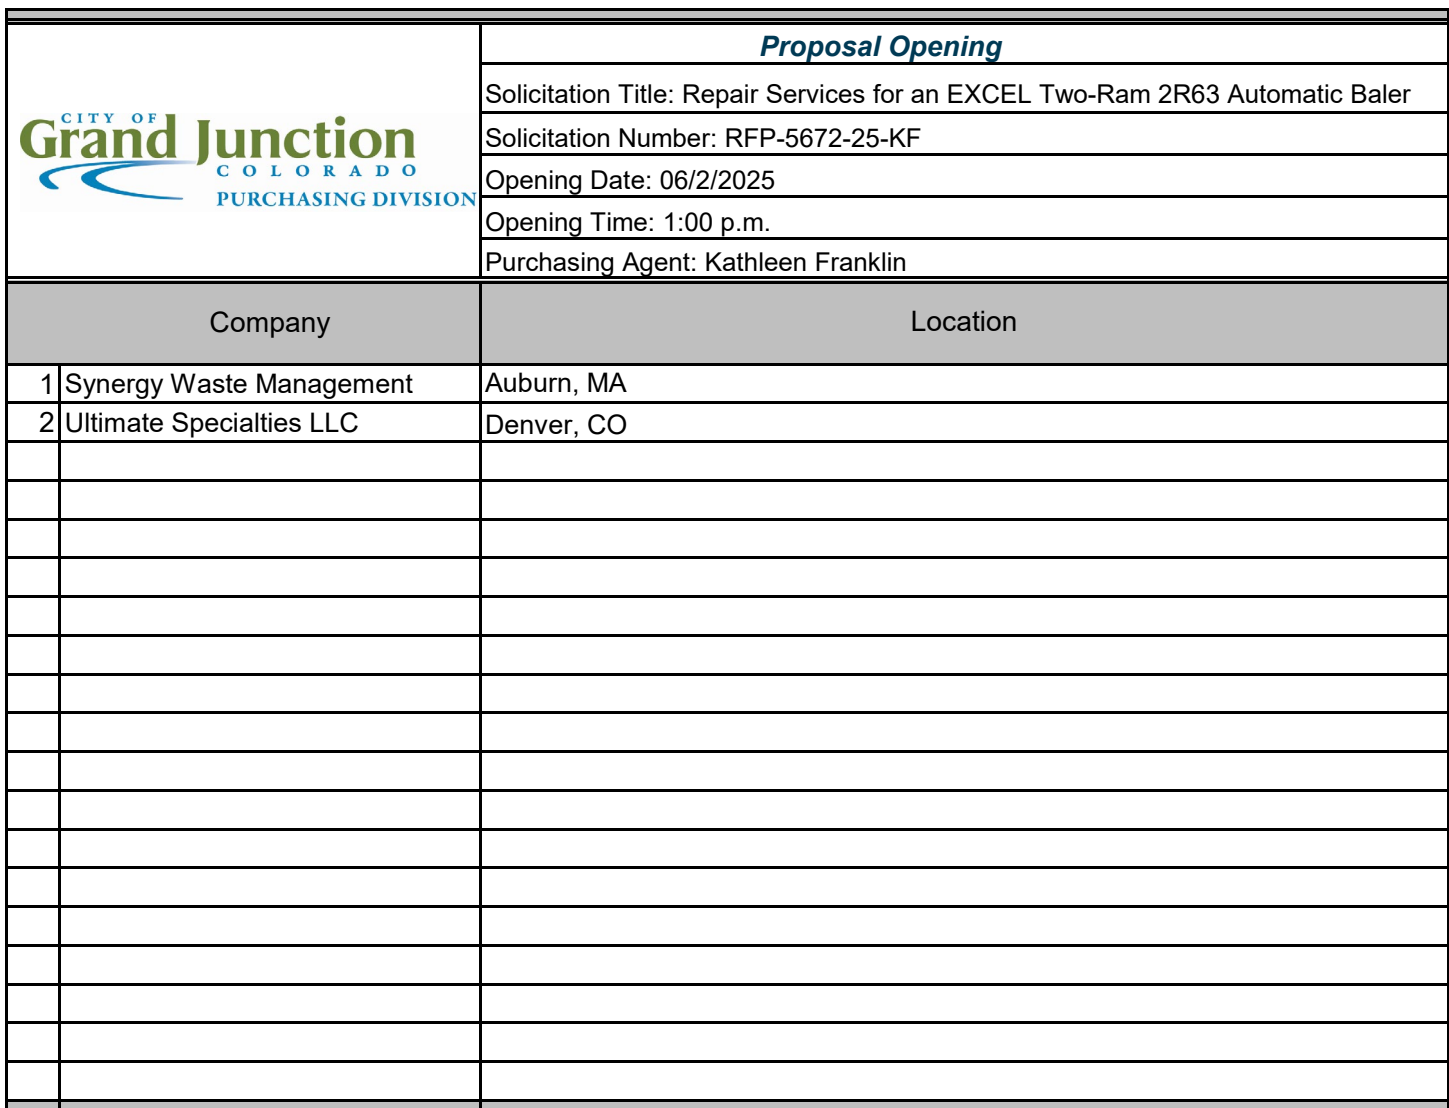 CITY OF
Grand Junction
COLORADO
PURCHASING DIVISION
Proposal Opening
Solicitation Title: Repair Services for an EXCEL Two-Ram 2R63 Automatic Baler
Solicitation Number: RFP-5672-25-KF
Opening Date: 06/2/2025
Opening Time: 1:00 p.m.
Purchasing Agent: Kathleen Franklin
Company Location
1 Synergy Waste Management Auburn, MA
2 Ultimate Specialties LLC Denver, CO